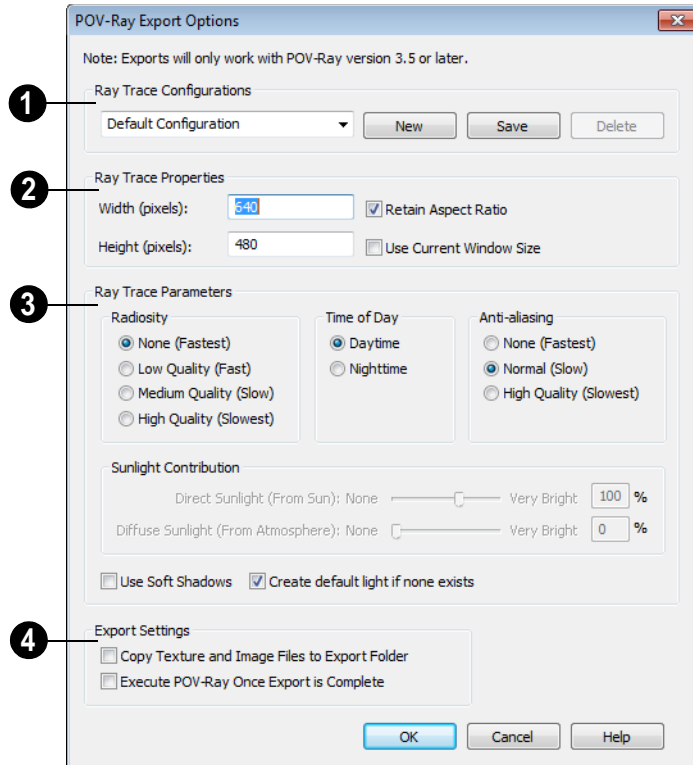 POV-Ray Export Options
Note: Exports will only work with POV-Ray version 3.5 or later.
1
Ray Trace Configurations
Default Configuration New Save Delete
2
Ray Trace Properties
Width (pixels): 640 Retain Aspect Ratio
Height (pixels): 480 Use Current Window Size
3
Ray Trace Parameters
Radiosity
None (Fastest)
Low Quality (Fast)
Medium Quality (Slow)
High Quality (Slowest)
Time of Day
Daytime
Nighttime
Anti-aliasing
None (Fastest)
Normal (Slow)
High Quality (Slowest)
Sunlight Contribution
Direct Sunlight (From Sun): None Very Bright 100 %
Diffuse Sunlight (From Atmosphere): None Very Bright 0 %
Use Soft Shadows Create default light if none exists
4
Export Settings
Copy Texture and Image Files to Export Folder
Execute POV-Ray Once Export is Complete
OK Cancel Help